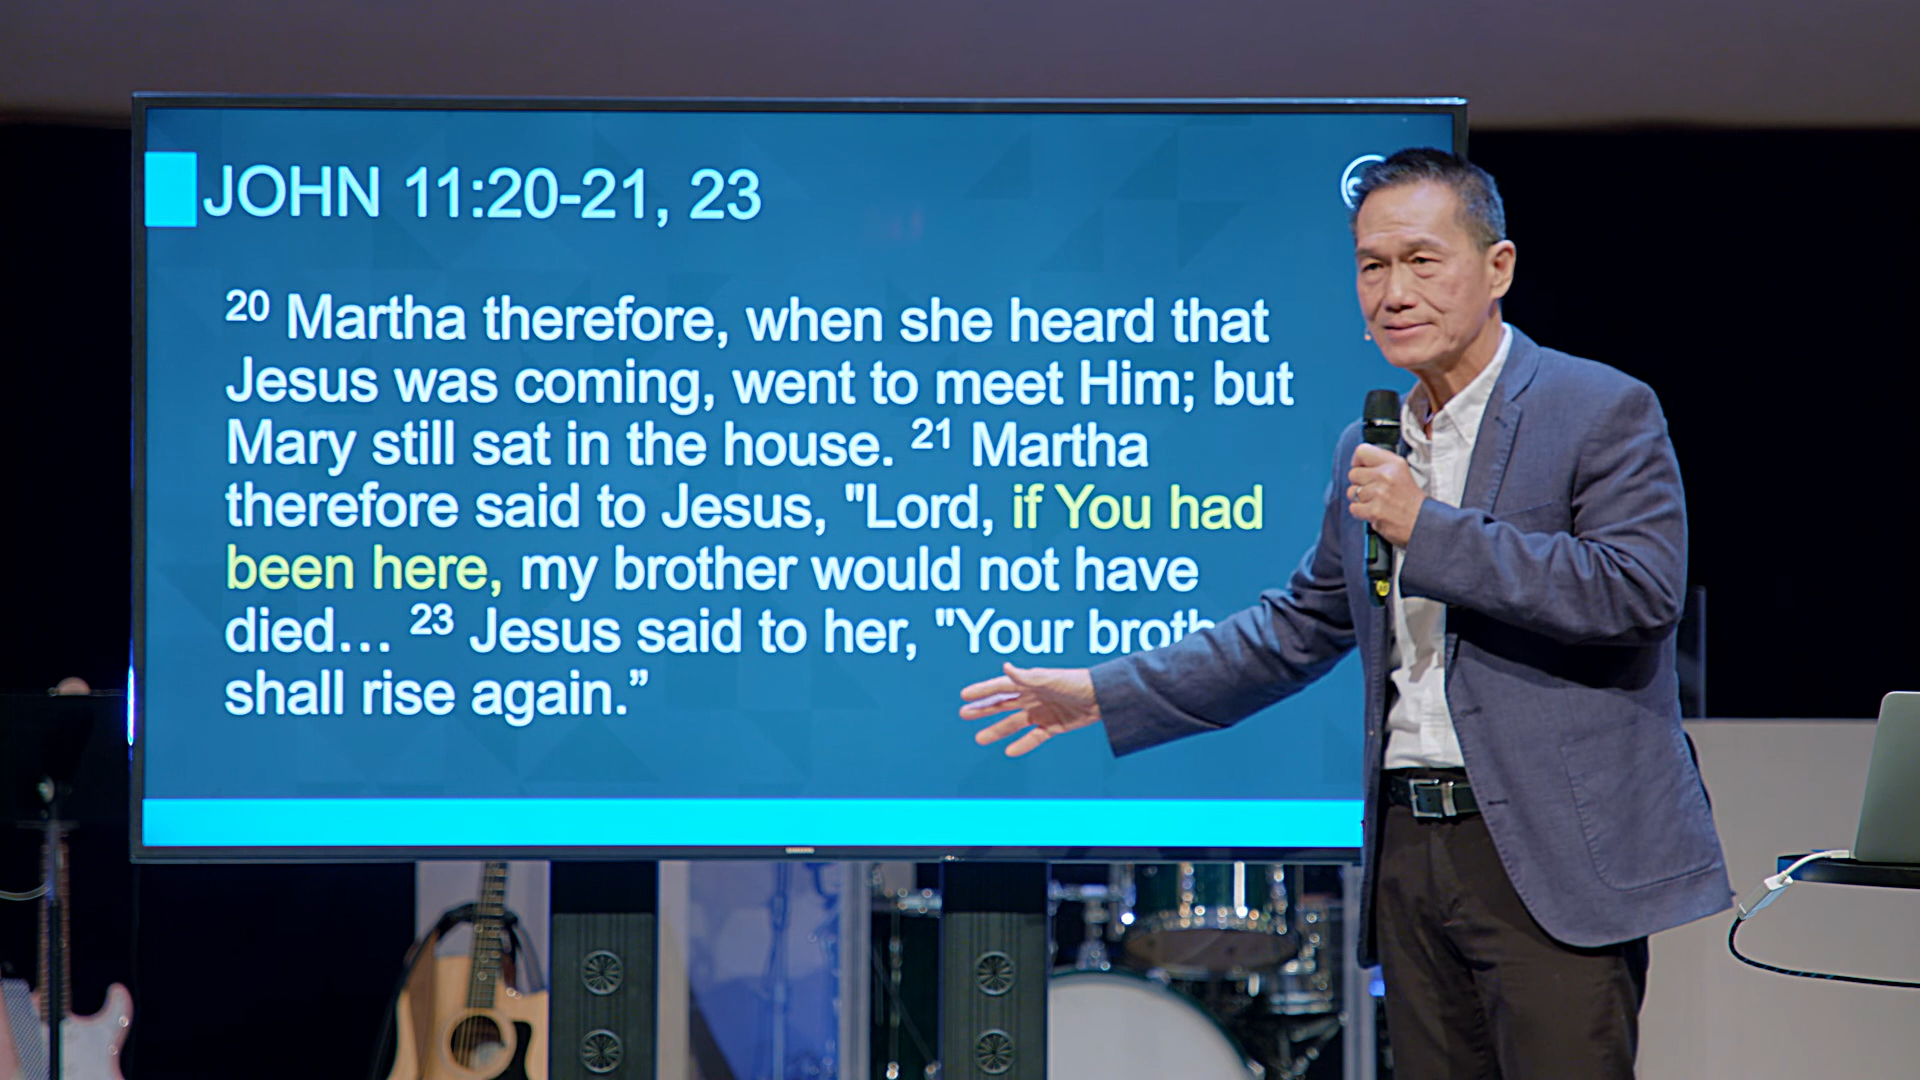 JOHN 11:20-21, 23
20 Martha therefore, when she heard that
Jesus was coming, went to meet Him; but
Mary still sat in the house. 21 Martha
therefore said to Jesus, "Lord, if You had
been here, my brother would not have
died… 23 Jesus said to her, "Your
shall rise again.”